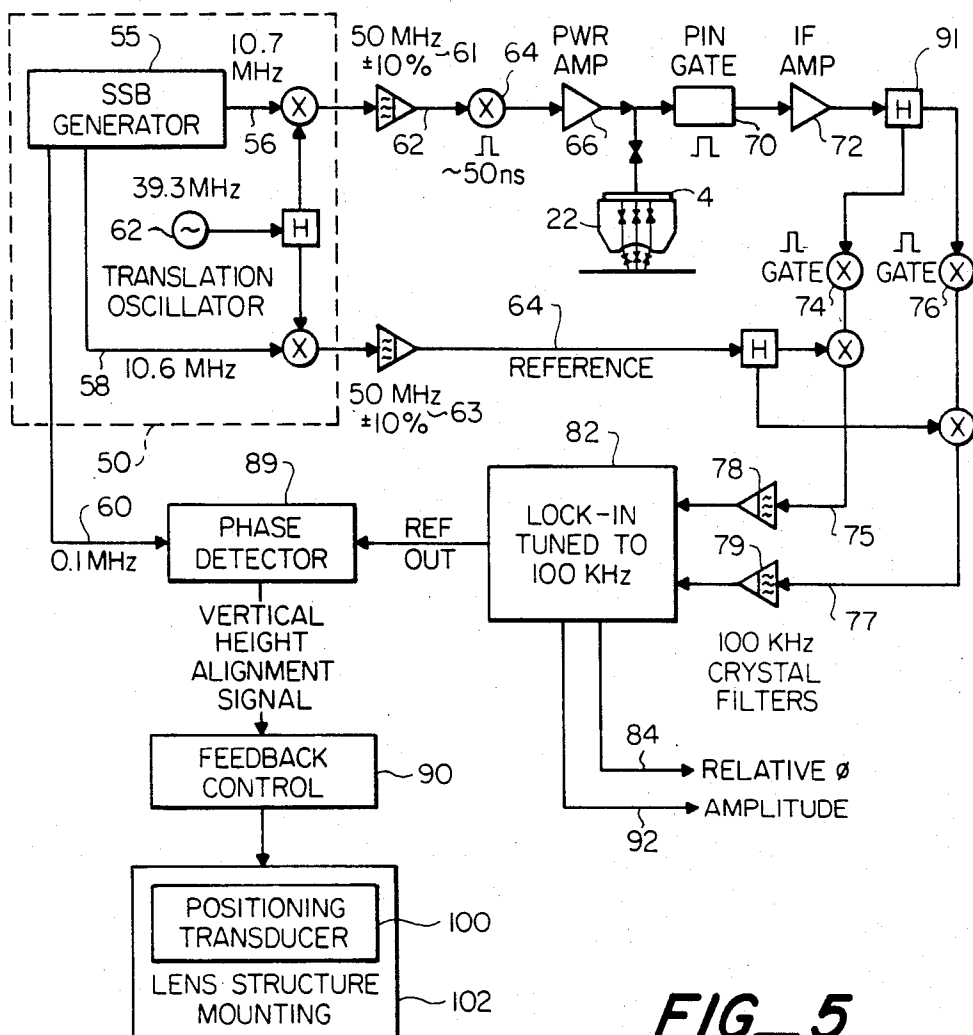 55
10.7
MHz
SSB
GENERATOR
56
X
50 MHz
±10%
61
62
64
X
~50ns
PWR
AMP
66
PIN
GATE
70
IF
AMP
72
91
H
4
22
39.3 MHz
62
~
H
TRANSLATION
OSCILLATOR
GATE
X
74
GATE
X
76
58
10.6 MHz
X
50 MHz
±10%
63
64
REFERENCE
H
X
X
50
60
0.1 MHz
89
PHASE
DETECTOR
REF
OUT
82
LOCK-IN
TUNED TO
100 KHz
78
75
79
77
100 KHz
CRYSTAL
FILTERS
VERTICAL
HEIGHT
ALIGNMENT
SIGNAL
84
RELATIVE ø
92
AMPLITUDE
FEEDBACK
CONTROL
90
POSITIONING
TRANSDUCER
100
LENS STRUCTURE
MOUNTING
102
FIG_5